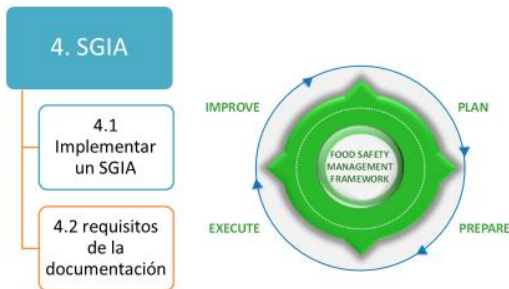 4. SGIA
4.1
Implementar
un SGIA
4.2 requisitos
de la
documentación
IMPROVE
PLAN
FOOD SAFETY
MANAGEMENT
FRAMEWORK
EXECUTE
PREPARE